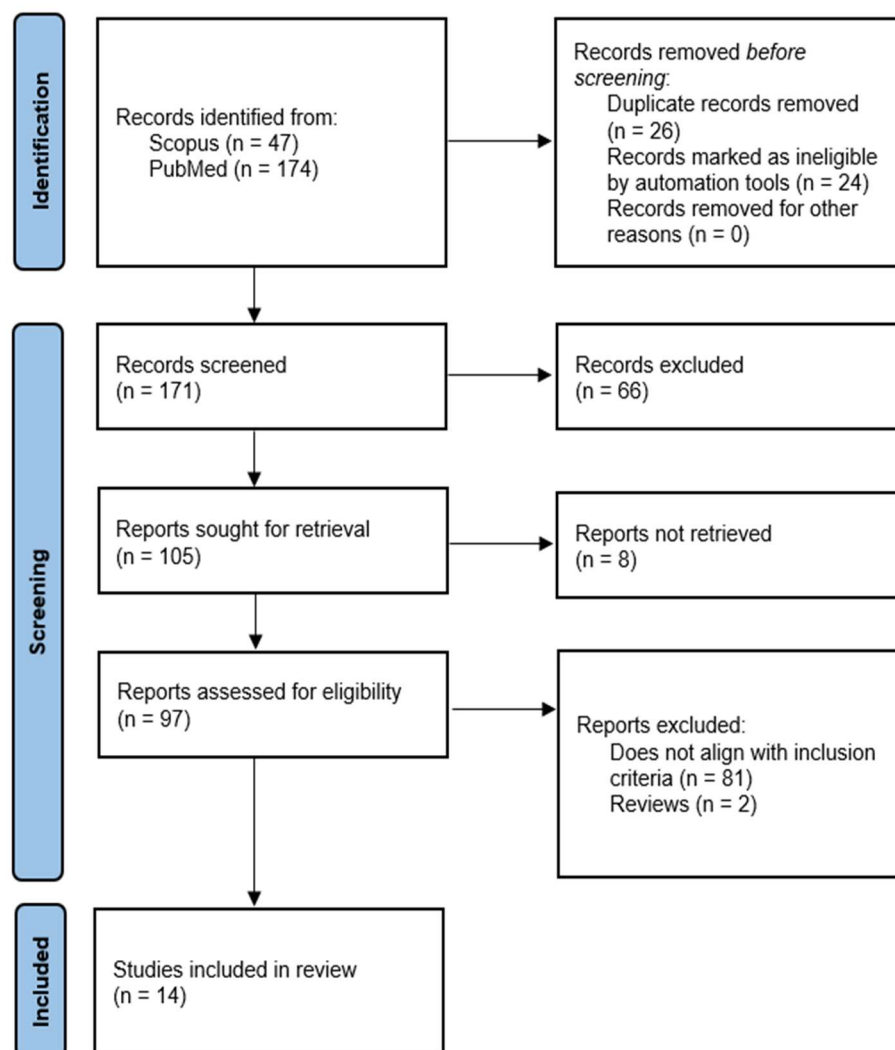 Identification
Records identified from:
Scopus (n = 47)
PubMed (n = 174)
Records removed before
screening:
Duplicate records removed
(n = 26)
Records marked as ineligible
by automation tools (n = 24)
Records removed for other
reasons (n = 0)
Screening
Records screened
(n = 171)
Records excluded
(n = 66)
Reports sought for retrieval
(n = 105)
Reports not retrieved
(n = 8)
Reports assessed for eligibility
(n = 97)
Reports excluded:
Does not align with inclusion
criteria (n = 81)
Reviews (n = 2)
Included
Studies included in review
(n = 14)